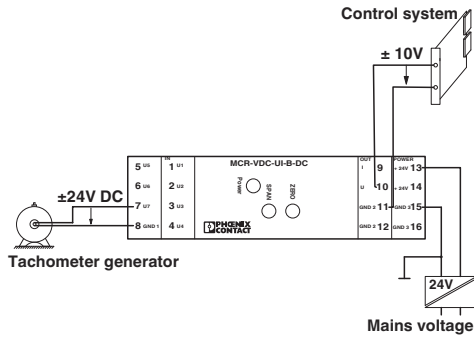 Control system
± 10V
MCR-VDC-UI-B-DC
IN
5 U5 1 U1
6 U6 2 U2
7 U7 3 U3
8 GND 1 4 U4
Power
SPAN
ZERO
PHŒNIX
CONTACT
OUT POWER
I 9 + 24V 13
U 10 + 24V 14
GND 2 11 GND 3 15
GND 2 12 GND 3 16
±24V DC
Tachometer generator
24V
Mains voltage